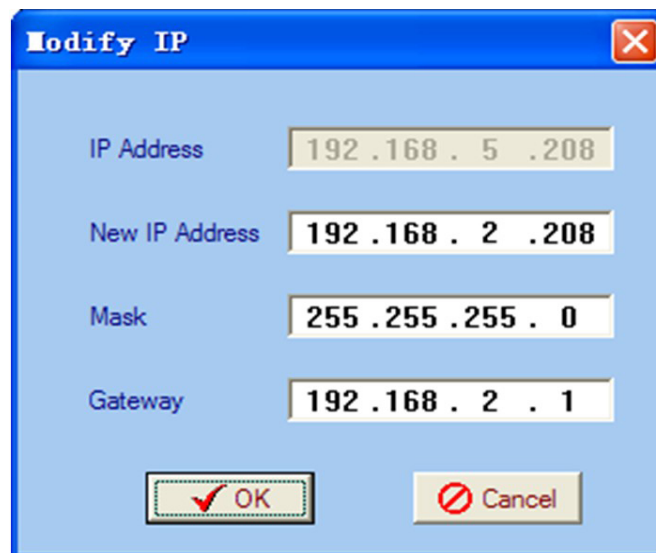 Modify IP
IP Address 192 .168 . 5 .208
New IP Address 192 .168 . 2 .208
Mask 255 .255 .255 . 0
Gateway 192 .168 . 2 . 1
OK Cancel